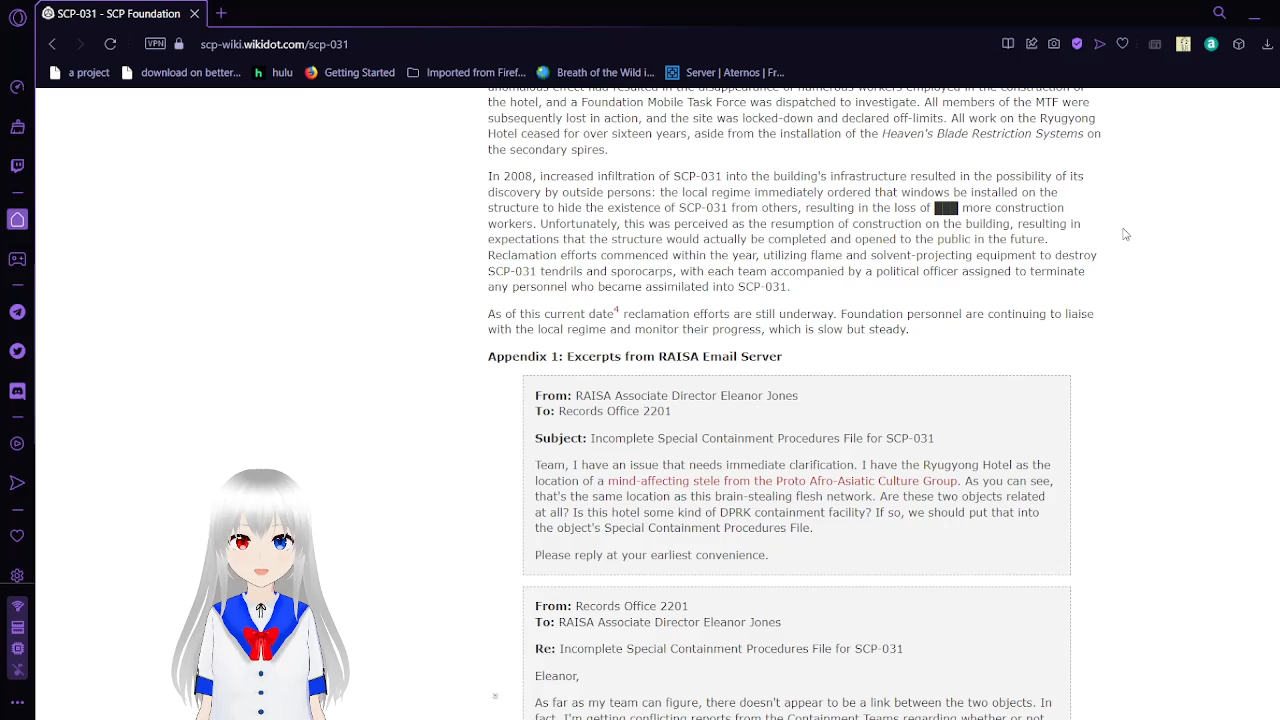 SCP-031 - SCP Foundation
VPN
scp-wiki.wikidot.com/scp-031
a project
download on better...
h hulu
Getting Started
Imported from Firef...
Breath of the Wild i...
Server | Aternos | Fr...
anomalous effect had resulted in the disappearance of numerous workers employed in the construction of
the hotel, and a Foundation Mobile Task Force was dispatched to investigate. All members of the MTF were
subsequently lost in action, and the site was locked-down and declared off-limits. All work on the Ryugyong
Hotel ceased for over sixteen years, aside from the installation of the Heaven's Blade Restriction Systems on
the secondary spires.
In 2008, increased infiltration of SCP-031 into the building's infrastructure resulted in the possibility of its
discovery by outside persons: the local regime immediately ordered that windows be installed on the
structure to hide the existence of SCP-031 from others, resulting in the loss of ███ more construction
workers. Unfortunately, this was perceived as the resumption of construction on the building, resulting in
expectations that the structure would actually be completed and opened to the public in the future.
Reclamation efforts commenced within the year, utilizing flame and solvent-projecting equipment to destroy
SCP-031 tendrils and sporocarps, with each team accompanied by a political officer assigned to terminate
any personnel who became assimilated into SCP-031.
As of this current date4 reclamation efforts are still underway. Foundation personnel are continuing to liaise
with the local regime and monitor their progress, which is slow but steady.
Appendix 1: Excerpts from RAISA Email Server
From: RAISA Associate Director Eleanor Jones
To: Records Office 2201
Subject: Incomplete Special Containment Procedures File for SCP-031
Team, I have an issue that needs immediate clarification. I have the Ryugyong Hotel as the
location of a mind-affecting stele from the Proto Afro-Asiatic Culture Group. As you can see,
that's the same location as this brain-stealing flesh network. Are these two objects related
at all? Is this hotel some kind of DPRK containment facility? If so, we should put that into
the object's Special Containment Procedures File.
Please reply at your earliest convenience.
From: Records Office 2201
To: RAISA Associate Director Eleanor Jones
Re: Incomplete Special Containment Procedures File for SCP-031
Eleanor,
As far as my team can figure, there doesn't appear to be a link between the two objects. In
fact, I'm getting conflicting reports from the Containment Teams regarding whether or not